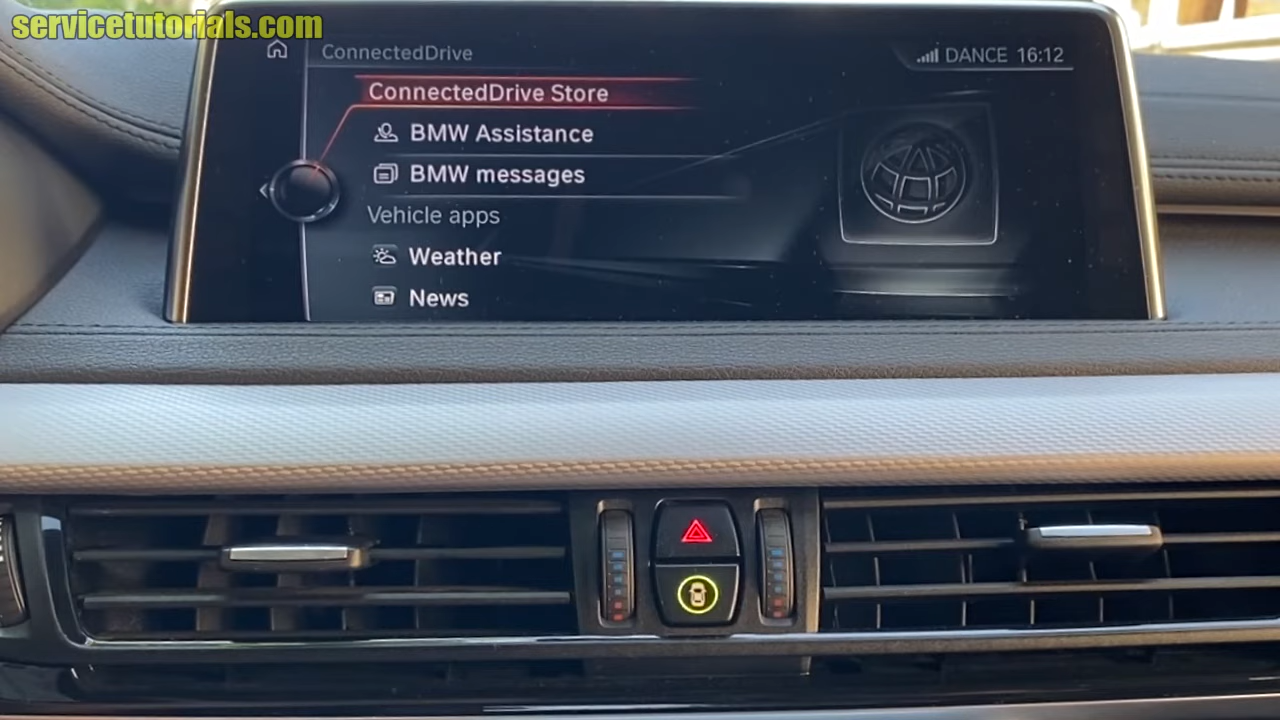 servicetutorials.com
ConnectedDrive
DANCE 16:12
ConnectedDrive Store
BMW Assistance
BMW messages
Vehicle apps
Weather
News